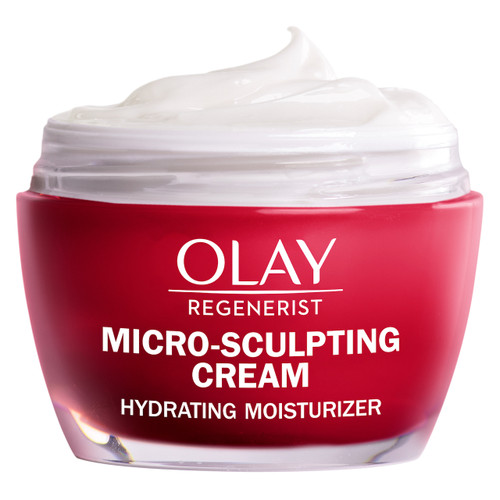 OLAY
REGENERIST
MICRO-SCULPTING
CREAM
HYDRATING MOISTURIZER